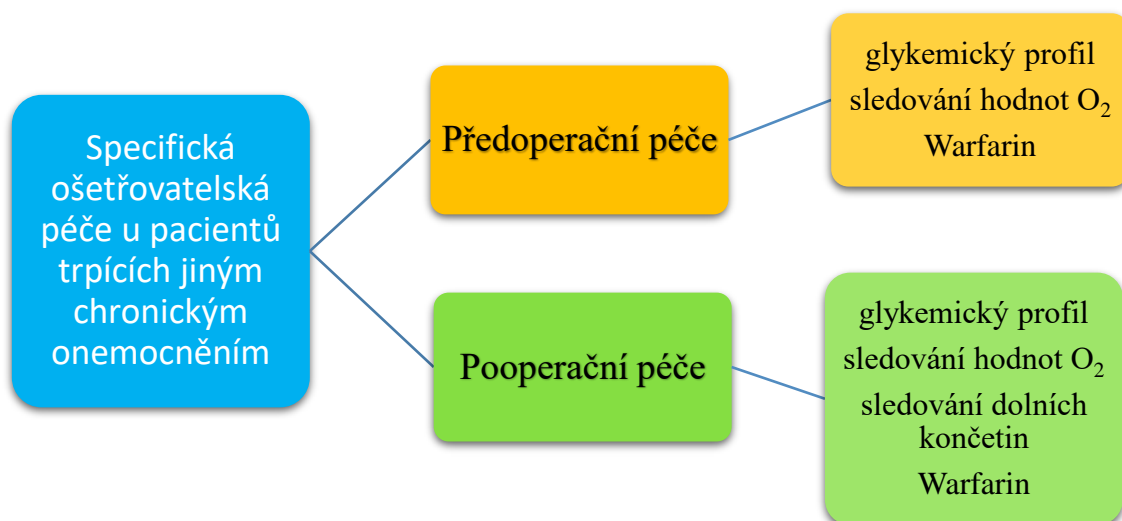 Specifická
ošetřovatelská
péče u pacientů
trpících jiným
chronickým
onemocněním
Předoperační péče
glykemický profil
sledování hodnot O₂
Warfarin
Pooperační péče
glykemický profil
sledování hodnot O₂
sledování dolních
končetin
Warfarin